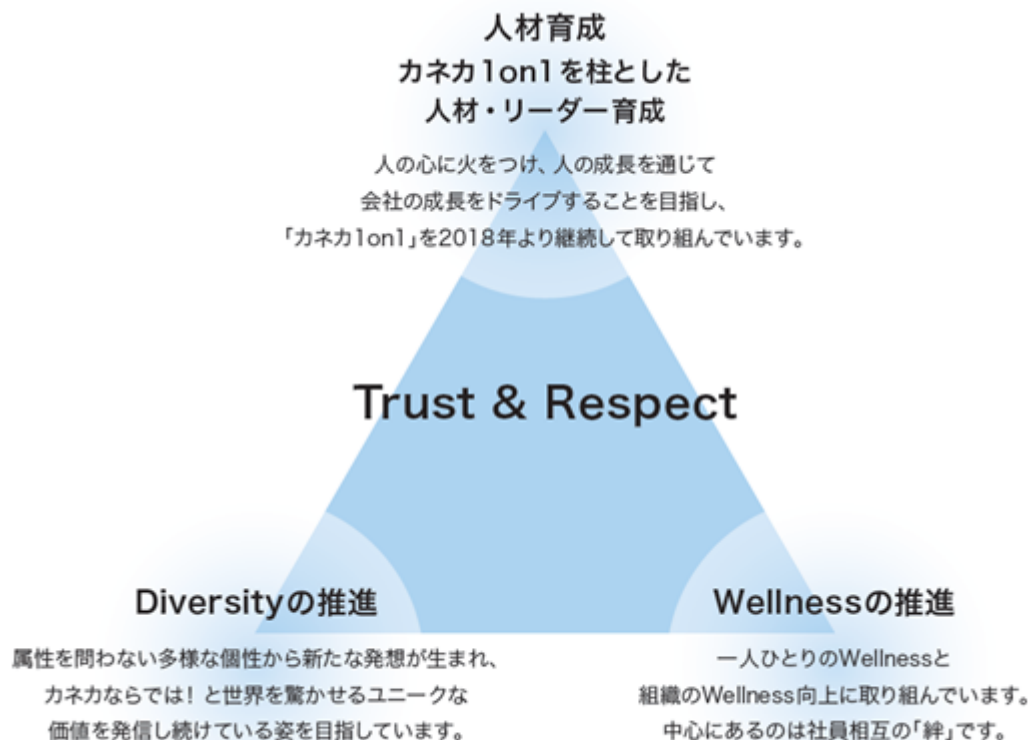 人材育成
カネカ1on1を柱とした
人材・リーダー育成
人の心に火をつけ、人の成長を通じて
会社の成長をドライブすることを目指し、
「カネカ1on1」を2018年より継続して取り組んでいます。
Trust & Respect
Diversityの推進
属性を問わない多様な個性から新たな発想が生まれ、
カネカならでは！と世界を驚かせるユニークな
価値を発信し続けている姿を目指しています。
Wellnessの推進
一人ひとりのWellnessと
組織のWellness向上に取り組んでいます。
中心にあるのは社員相互の「絆」です。